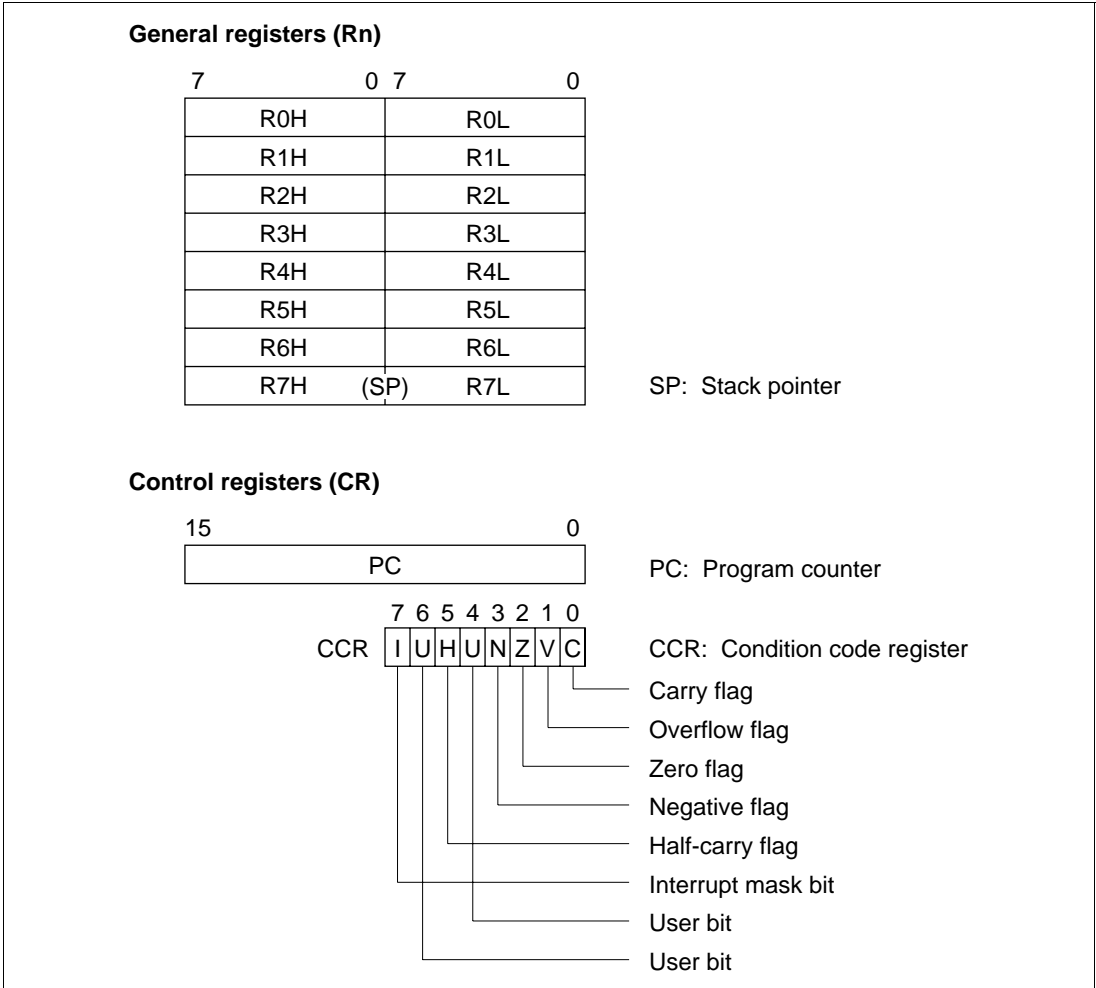 General registers (Rn)
7 0 7 0
R0H R0L
R1H R1L
R2H R2L
R3H R3L
R4H R4L
R5H R5L
R6H R6L
R7H (SP) R7L SP: Stack pointer
Control registers (CR)
15 0
PC PC: Program counter
7 6 5 4 3 2 1 0
CCR I U H U N Z V C CCR: Condition code register
Carry flag
Overflow flag
Zero flag
Negative flag
Half-carry flag
Interrupt mask bit
User bit
User bit